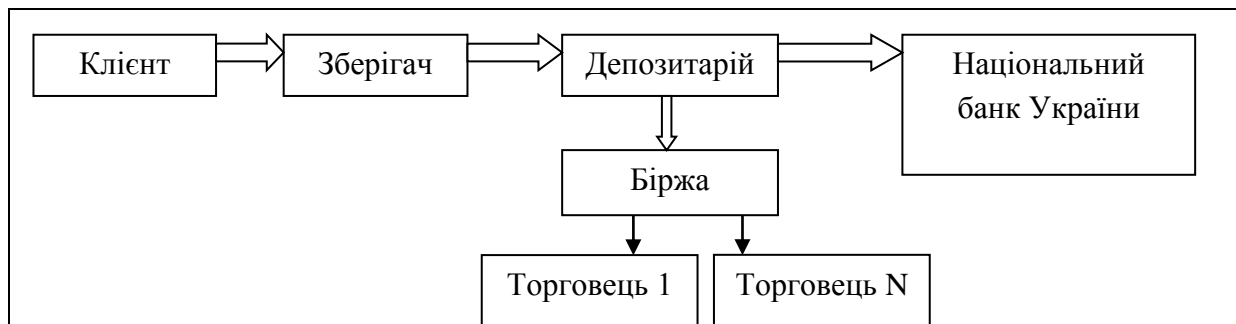 Клієнт
Зберігач
Депозитарій
Національний
банк України
Біржа
Торговець 1
Торговець N